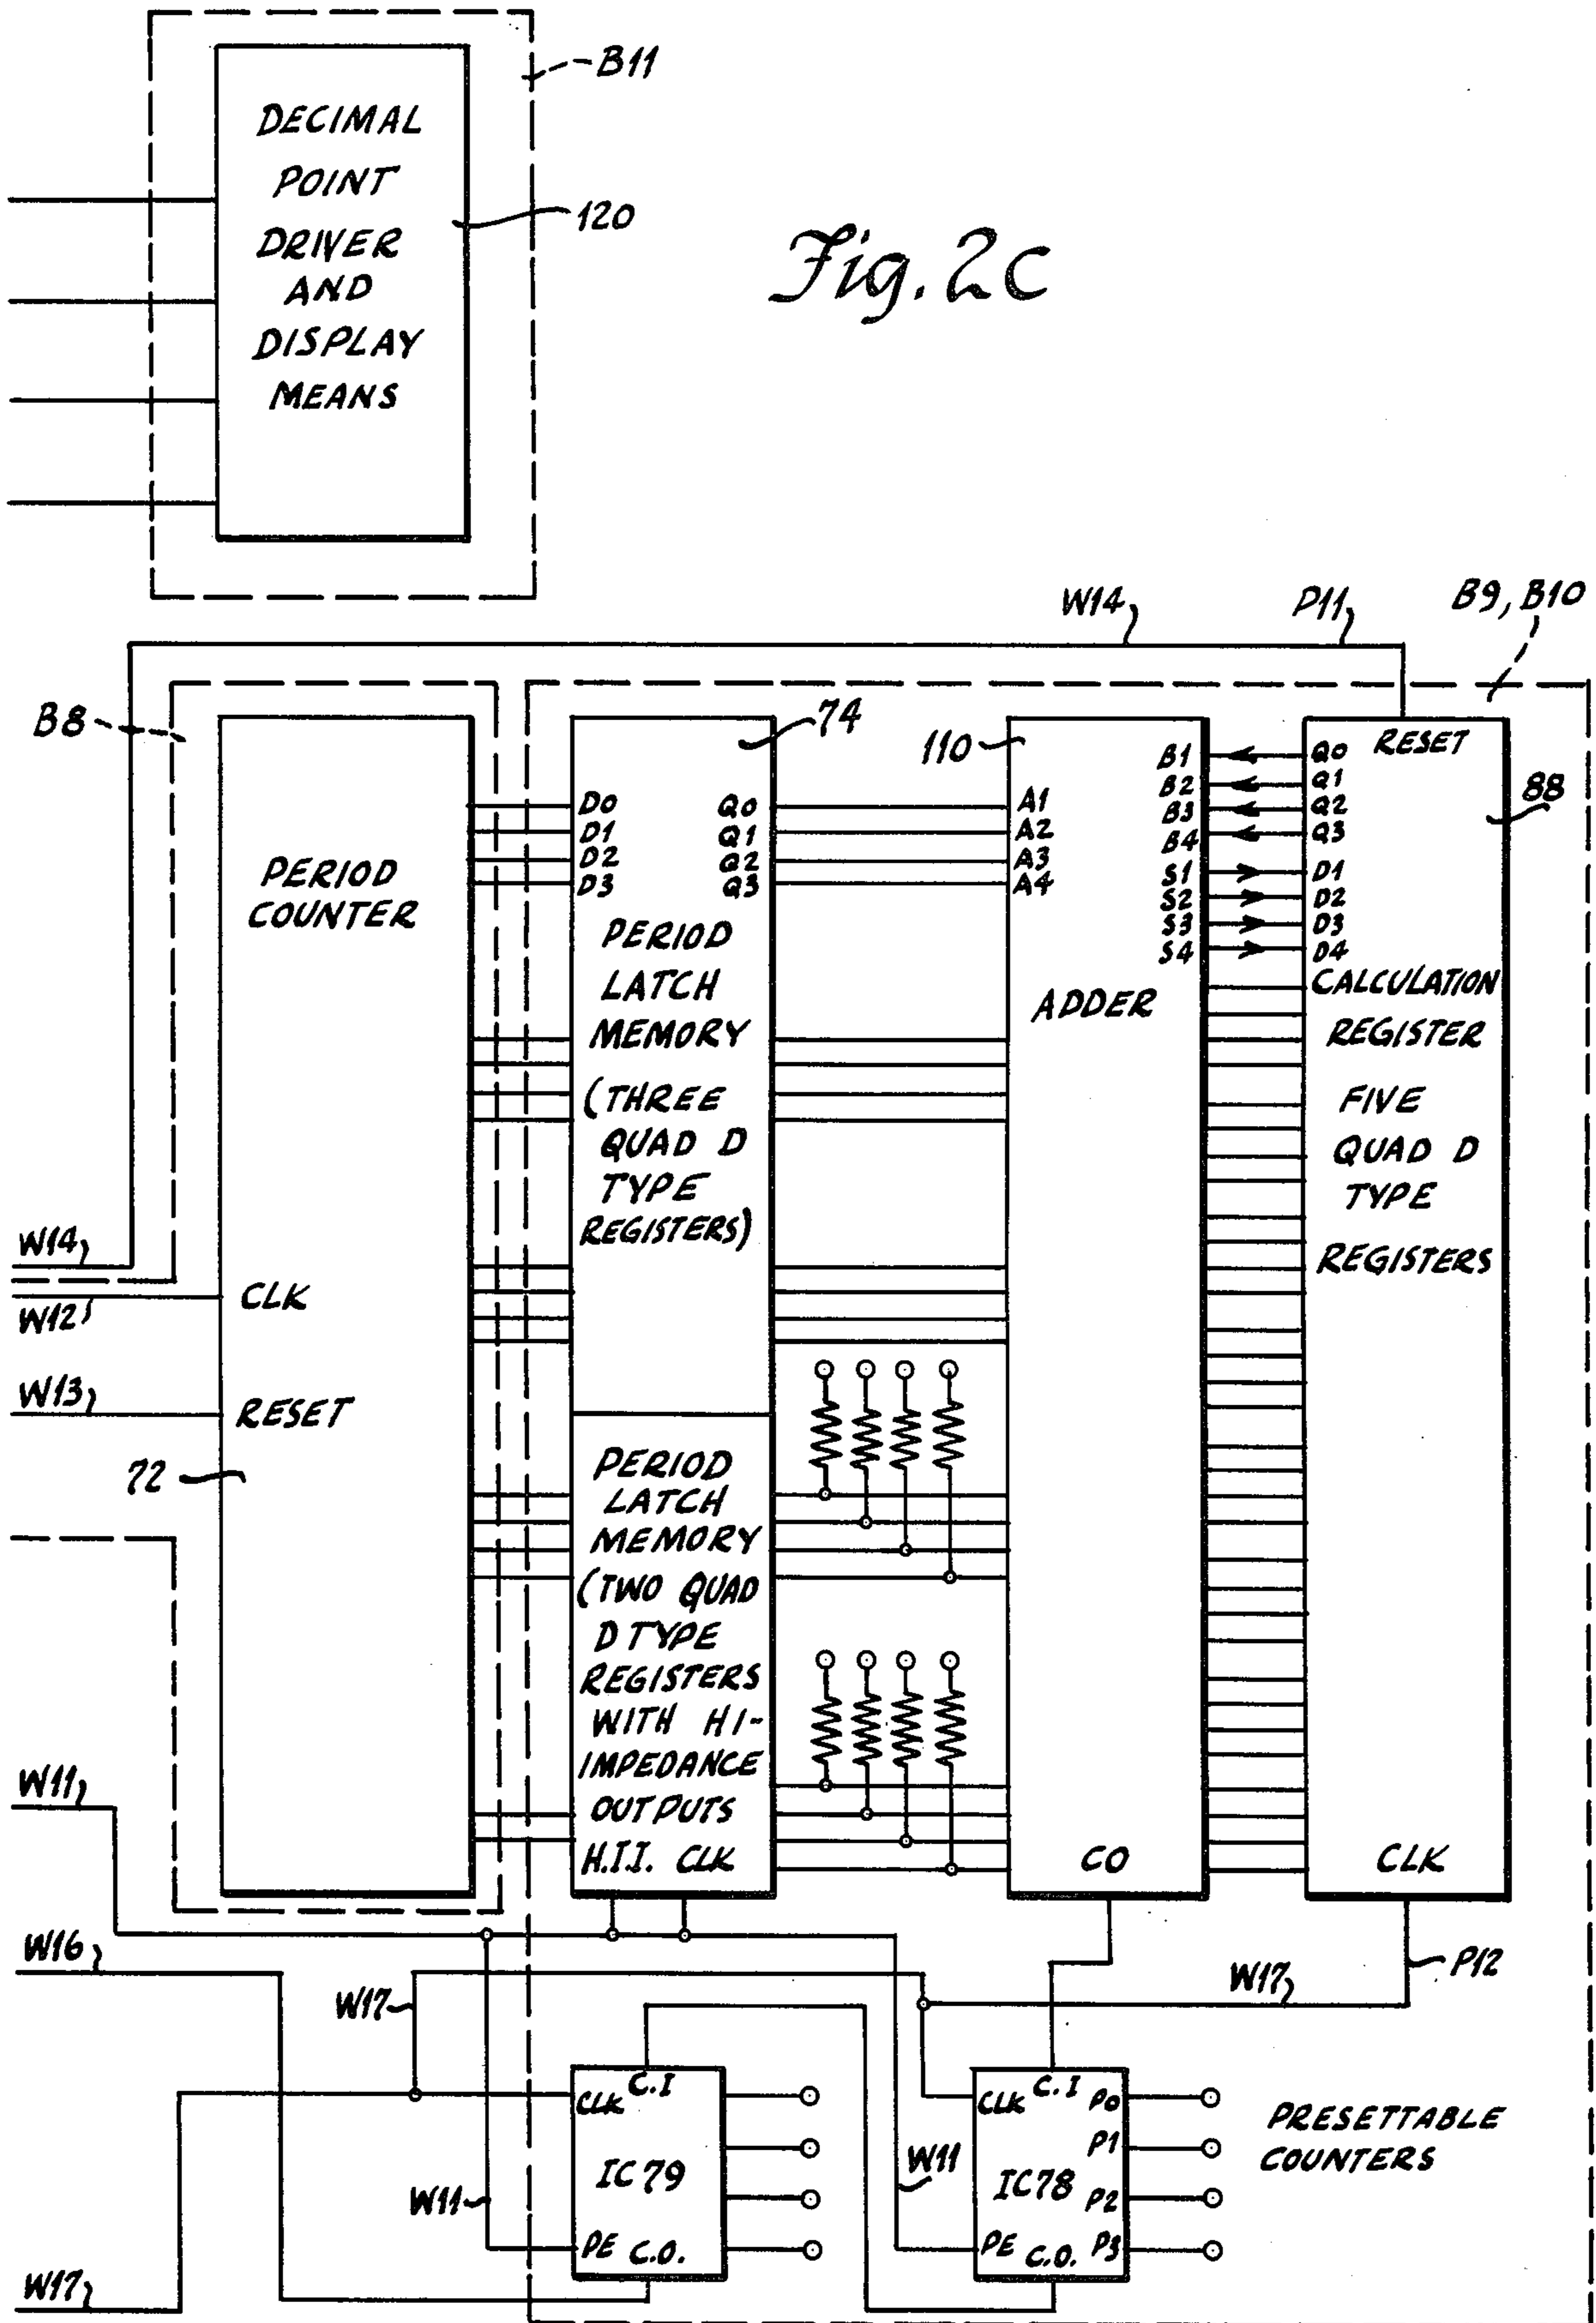 B11
DECIMAL
POINT
DRIVER
AND
DISPLAY
MEANS
120
Fig. 2c
W14
P11
B9, B10
B8
74
110
88
RESET
B1
B2
B3
B4
S1
S2
S3
S4
Q0
Q1
Q2
Q3
D1
D2
D3
D4
D0
D1
D2
D3
Q0
Q1
Q2
Q3
A1
A2
A3
A4
PERIOD
COUNTER
PERIOD
LATCH
MEMORY
(THREE
QUAD D
TYPE
REGISTERS)
ADDER
CALCULATION
REGISTER
FIVE
QUAD D
TYPE
REGISTERS
W14
W12
CLK
W13
RESET
72
PERIOD
LATCH
MEMORY
(TWO QUAD
D TYPE
REGISTERS
WITH HI-
IMPEDANCE
OUTPUTS
H.I.I. CLK
CO
CLK
W11
W16
W17
W17
P12
CLK C.I
IC79
PE C.O.
W11
W11
CLK C.I P0
P1
IC78 P2
PE C.O. P3
PRESETTABLE
COUNTERS
W17